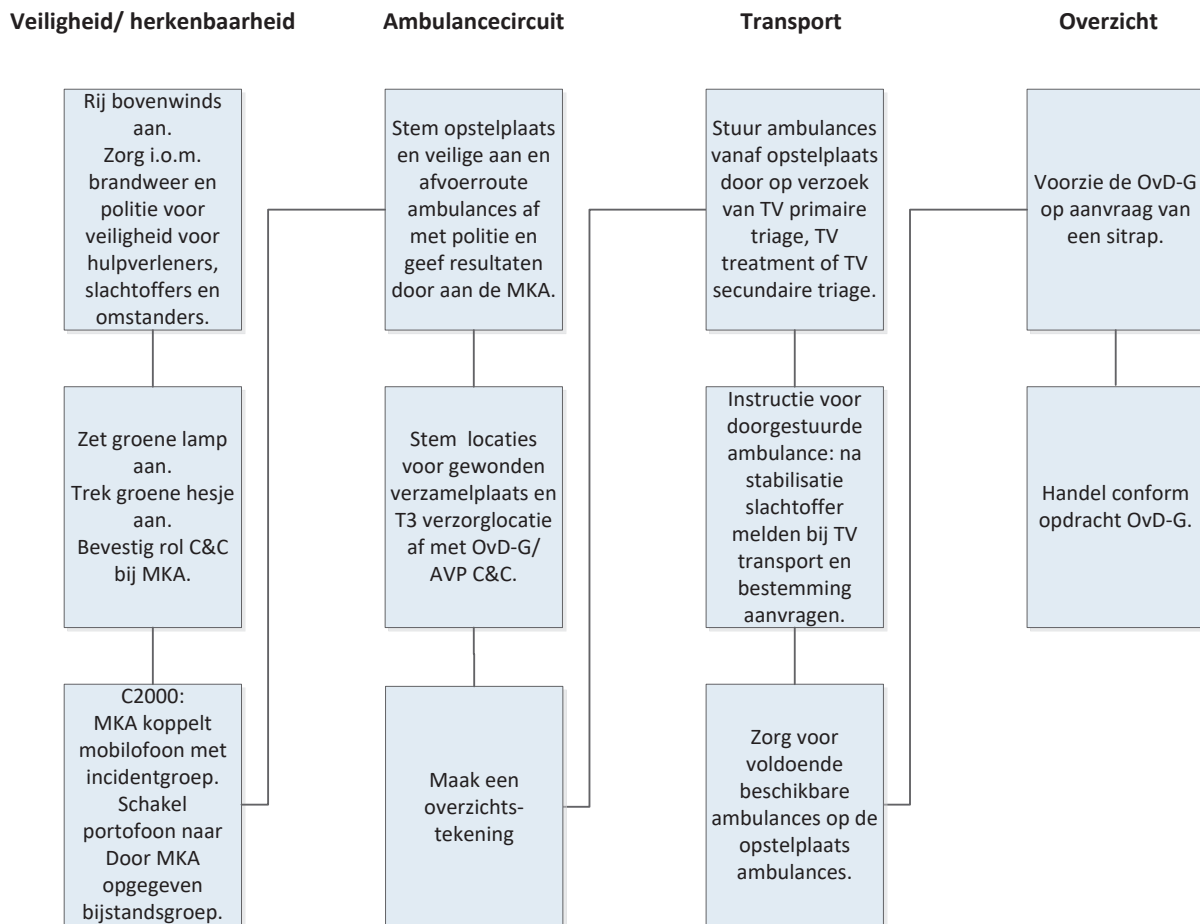 Veiligheid/ herkenbaarheid
Rij bovenwinds
aan.
Zorg i.o.m.
brandweer en
politie voor
veiligheid voor
hulpverleners,
slachtoffers en
omstanders.
Zet groene lamp
aan.
Trek groene hesje
aan.
Bevestig rol C&C
bij MKA.
C2000:
MKA koppelt
mobilofoon met
incidentgroep.
Schakel
portofoon naar
Door MKA
opgegeven
bijstandsgroep.
Ambulancecircuit
Stem opstelplaats
en veilige aan en
afvoerroute
ambulances af
met politie en
geef resultaten
door aan de MKA.
Stem locaties
voor gewonden
verzamelplaats en
T3 verzorglocatie
af met OvD-G/
AVP C&C.
Maak een
overzichts-
tekening
Transport
Stuur ambulances
vanaf opstelplaats
door op verzoek
van TV primaire
triage, TV
treatment of TV
secundaire triage.
Instructie voor
doorgestuurde
ambulance: na
stabilisatie
slachtoffer
melden bij TV
transport en
bestemming
aanvragen.
Zorg voor
voldoende
beschikbare
ambulances op de
opstelplaats
ambulances.
Overzicht
Voorzie de OvD-G
op aanvraag van
een sitrap.
Handel conform
opdracht OvD-G.